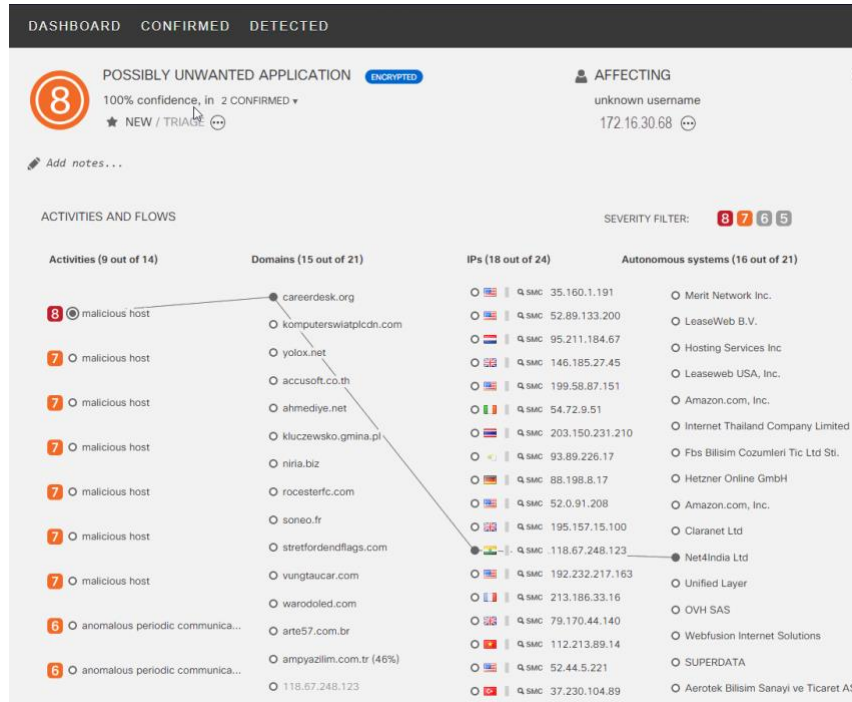 DASHBOARD CONFIRMED DETECTED
8
POSSIBLY UNWANTED APPLICATION ENCRYPTED
100% confidence, in 2 CONFIRMED
NEW / TRIAGE
AFFECTING
unknown username
172.16.30.68
Add notes...
ACTIVITIES AND FLOWS
SEVERITY FILTER: 8 7 6 5
Activities (9 out of 14)
8 malicious host
7 malicious host
7 malicious host
7 malicious host
7 malicious host
7 malicious host
7 malicious host
6 anomalous periodic communica...
6 anomalous periodic communica...
Domains (15 out of 21)
careerdesk.org
komputerswiatplcdn.com
yolox.net
accusoft.co.th
ahmediye.net
kluczewsko.gmina.pl
niria.biz
rocesterfc.com
soneo.fr
stretfordendflags.com
vungtaucar.com
warodoled.com
arte57.com.br
ampyazilim.com.tr (46%)
118.67.248.123
IPs (18 out of 24)
SMC 35.160.1.191
SMC 52.89.133.200
SMC 95.211.184.67
SMC 146.185.27.45
SMC 199.58.87.151
SMC 54.72.9.51
SMC 203.150.231.210
SMC 93.89.226.17
SMC 88.198.8.17
SMC 52.0.91.208
SMC 195.157.15.100
SMC 118.67.248.123
SMC 192.232.217.163
SMC 213.186.33.16
SMC 79.170.44.140
SMC 112.213.89.14
SMC 52.44.5.221
SMC 37.230.104.89
Autonomous systems (16 out of 21)
Merit Network Inc.
LeaseWeb B.V.
Hosting Services Inc
Leaseweb USA, Inc.
Amazon.com, Inc.
Internet Thailand Company Limited
Fbs Bilisim Cozumleri Tic Ltd Sti.
Hetzner Online GmbH
Amazon.com, Inc.
Claranet Ltd
Net4India Ltd
Unified Layer
OVH SAS
Webfusion Internet Solutions
SUPERDATA
Aerotek Bilisim Sanayi ve Ticaret AS